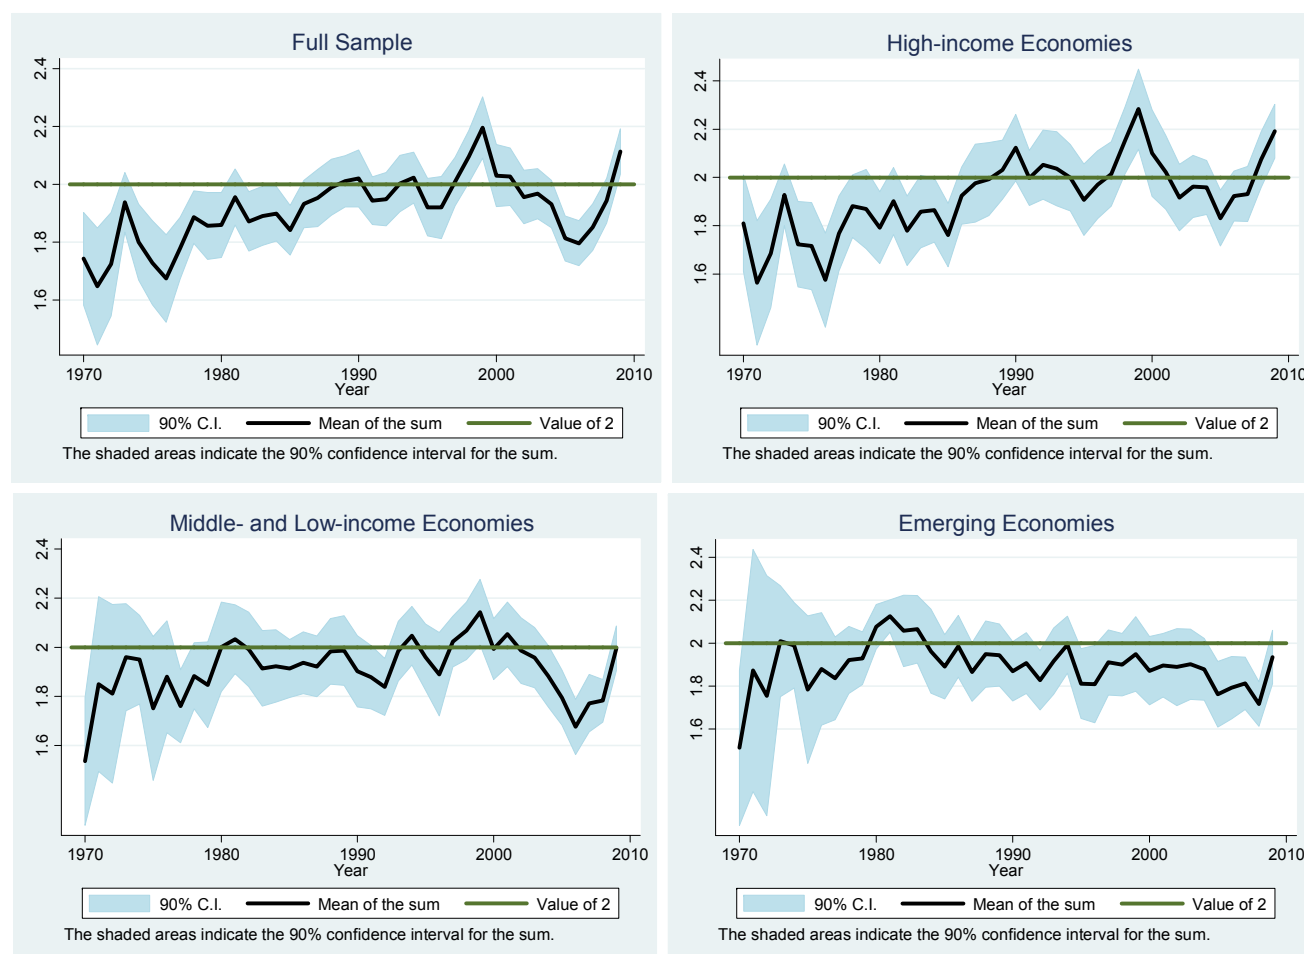 Full Sample
2.4
2.2
2
1.8
1.6
1970 1980 1990 2000 2010
Year
90% C.I. Mean of the sum Value of 2
The shaded areas indicate the 90% confidence interval for the sum.
High-income Economies
2.4
2.2
2
1.8
1.6
1970 1980 1990 2000 2010
Year
90% C.I. Mean of the sum Value of 2
The shaded areas indicate the 90% confidence interval for the sum.
Middle- and Low-income Economies
2.4
2.2
2
1.8
1.6
1970 1980 1990 2000 2010
Year
90% C.I. Mean of the sum Value of 2
The shaded areas indicate the 90% confidence interval for the sum.
Emerging Economies
2.4
2.2
2
1.8
1.6
1970 1980 1990 2000 2010
Year
90% C.I. Mean of the sum Value of 2
The shaded areas indicate the 90% confidence interval for the sum.